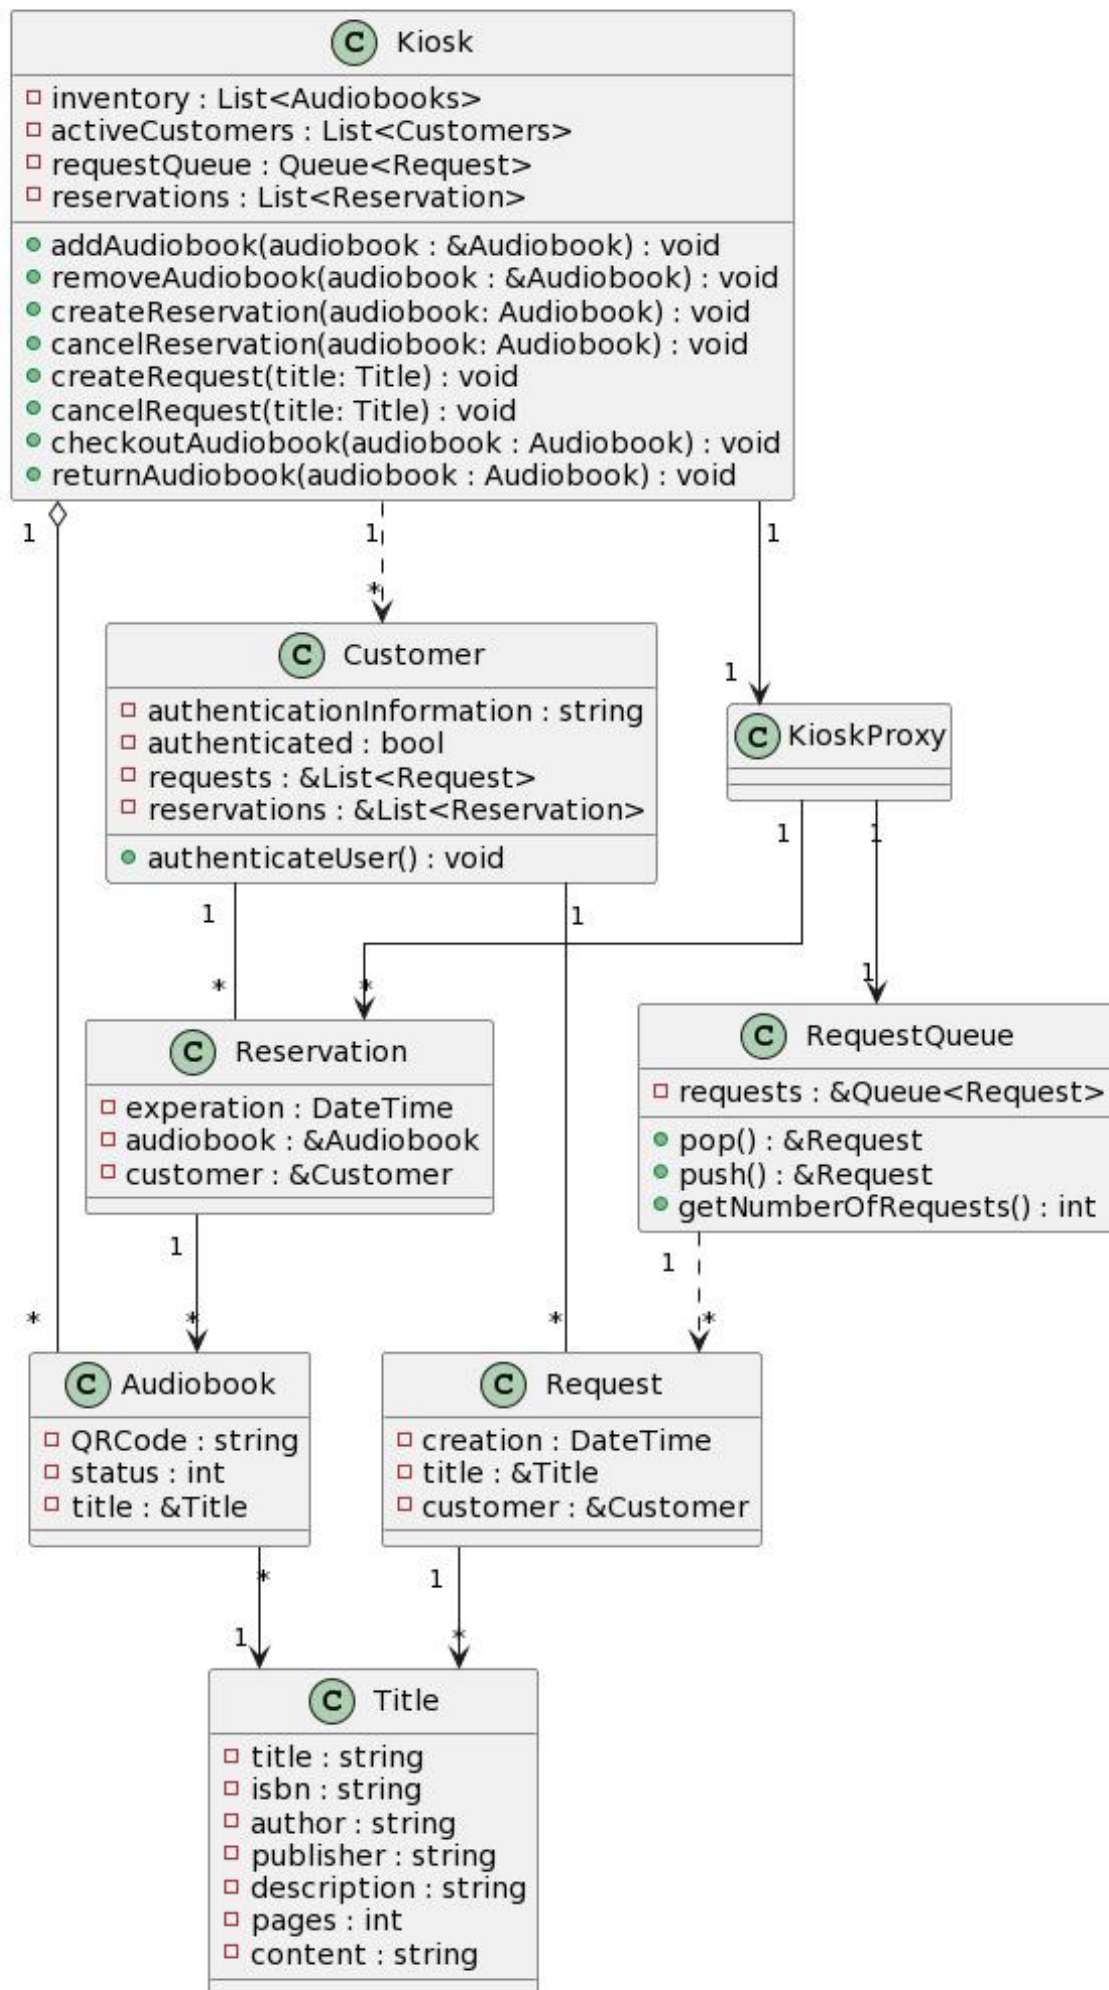 C Kiosk
inventory : List<Audiobooks>
activeCustomers : List<Customers>
requestQueue : Queue<Request>
reservations : List<Reservation>
addAudiobook(audiobook : &Audiobook) : void
removeAudiobook(audiobook : &Audiobook) : void
createReservation(audiobook: Audiobook) : void
cancelReservation(audiobook: Audiobook) : void
createRequest(title: Title) : void
cancelRequest(title: Title) : void
checkoutAudiobook(audiobook : Audiobook) : void
returnAudiobook(audiobook : Audiobook) : void
1 1 1
*
1
C Customer
authenticationInformation : string
authenticated : bool
requests : &List<Request>
reservations : &List<Reservation>
authenticateUser() : void
C KioskProxy
1 1
1 1
* * 1
C Reservation
experation : DateTime
audiobook : &Audiobook
customer : &Customer
C RequestQueue
requests : &Queue<Request>
pop() : &Request
push() : &Request
getNumberOfRequests() : int
1 1
* * * *
C Audiobook
QRCode : string
status : int
title : &Title
C Request
creation : DateTime
title : &Title
customer : &Customer
* 1
1 *
C Title
title : string
isbn : string
author : string
publisher : string
description : string
pages : int
content : string